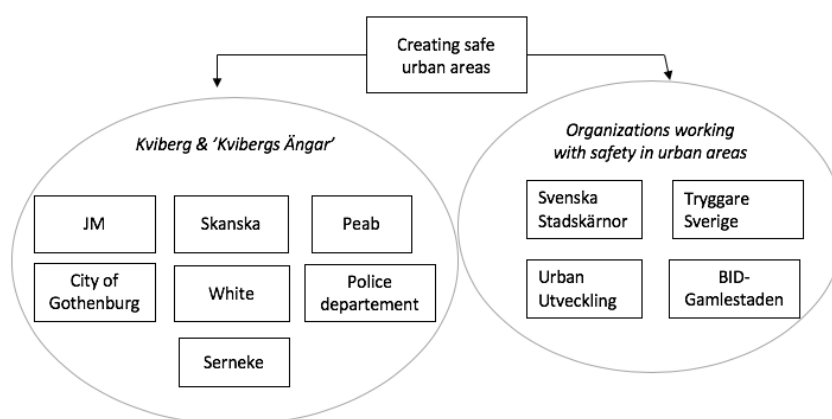 Creating safe
urban areas
Kviberg & ’Kvibergs Ängar’
JM
Skanska
Peab
City of
Gothenburg
White
Police
departement
Serneke
Organizations working
with safety in urban areas
Svenska
Stadskärnor
Tryggare
Sverige
Urban
Utveckling
BID-
Gamlestaden